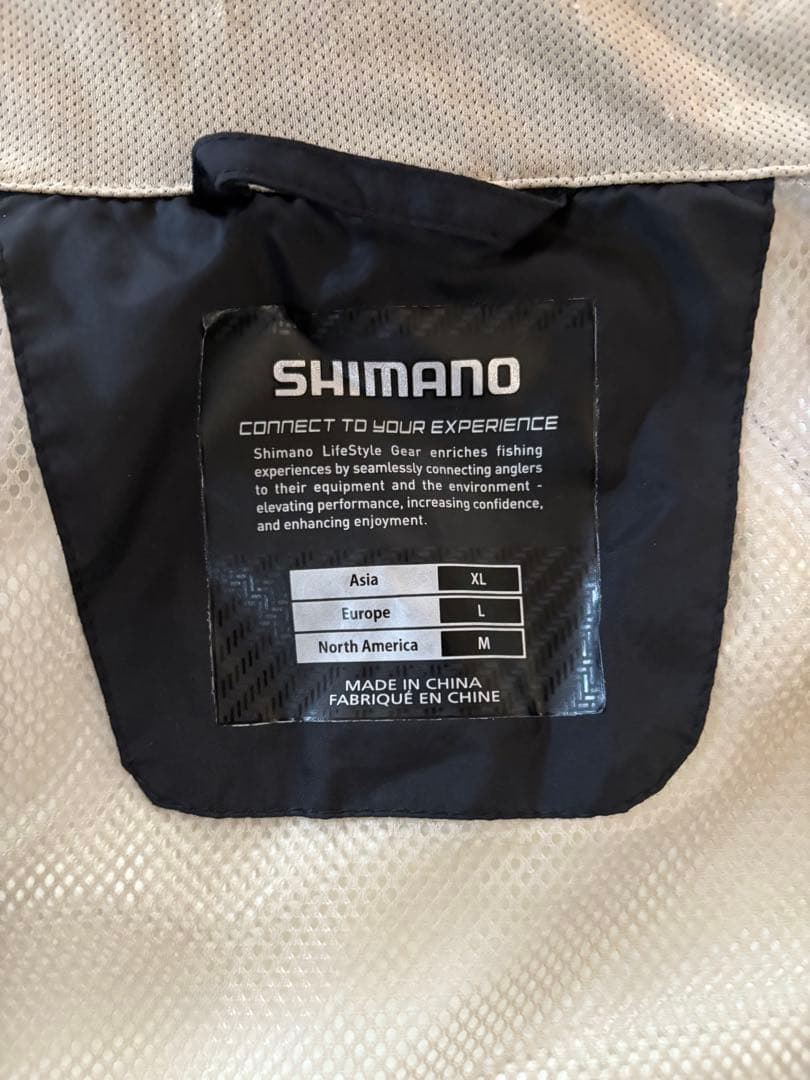 SHIMANO
CONNECT TO YOUR EXPERIENCE
Shimano LifeStyle Gear enriches fishing
experiences by seamlessly connecting anglers
to their equipment and the environment -
elevating performance, increasing confidence,
and enhancing enjoyment.
Asia XL
Europe L
North America M
MADE IN CHINA
FABRIQUÉ EN CHINE